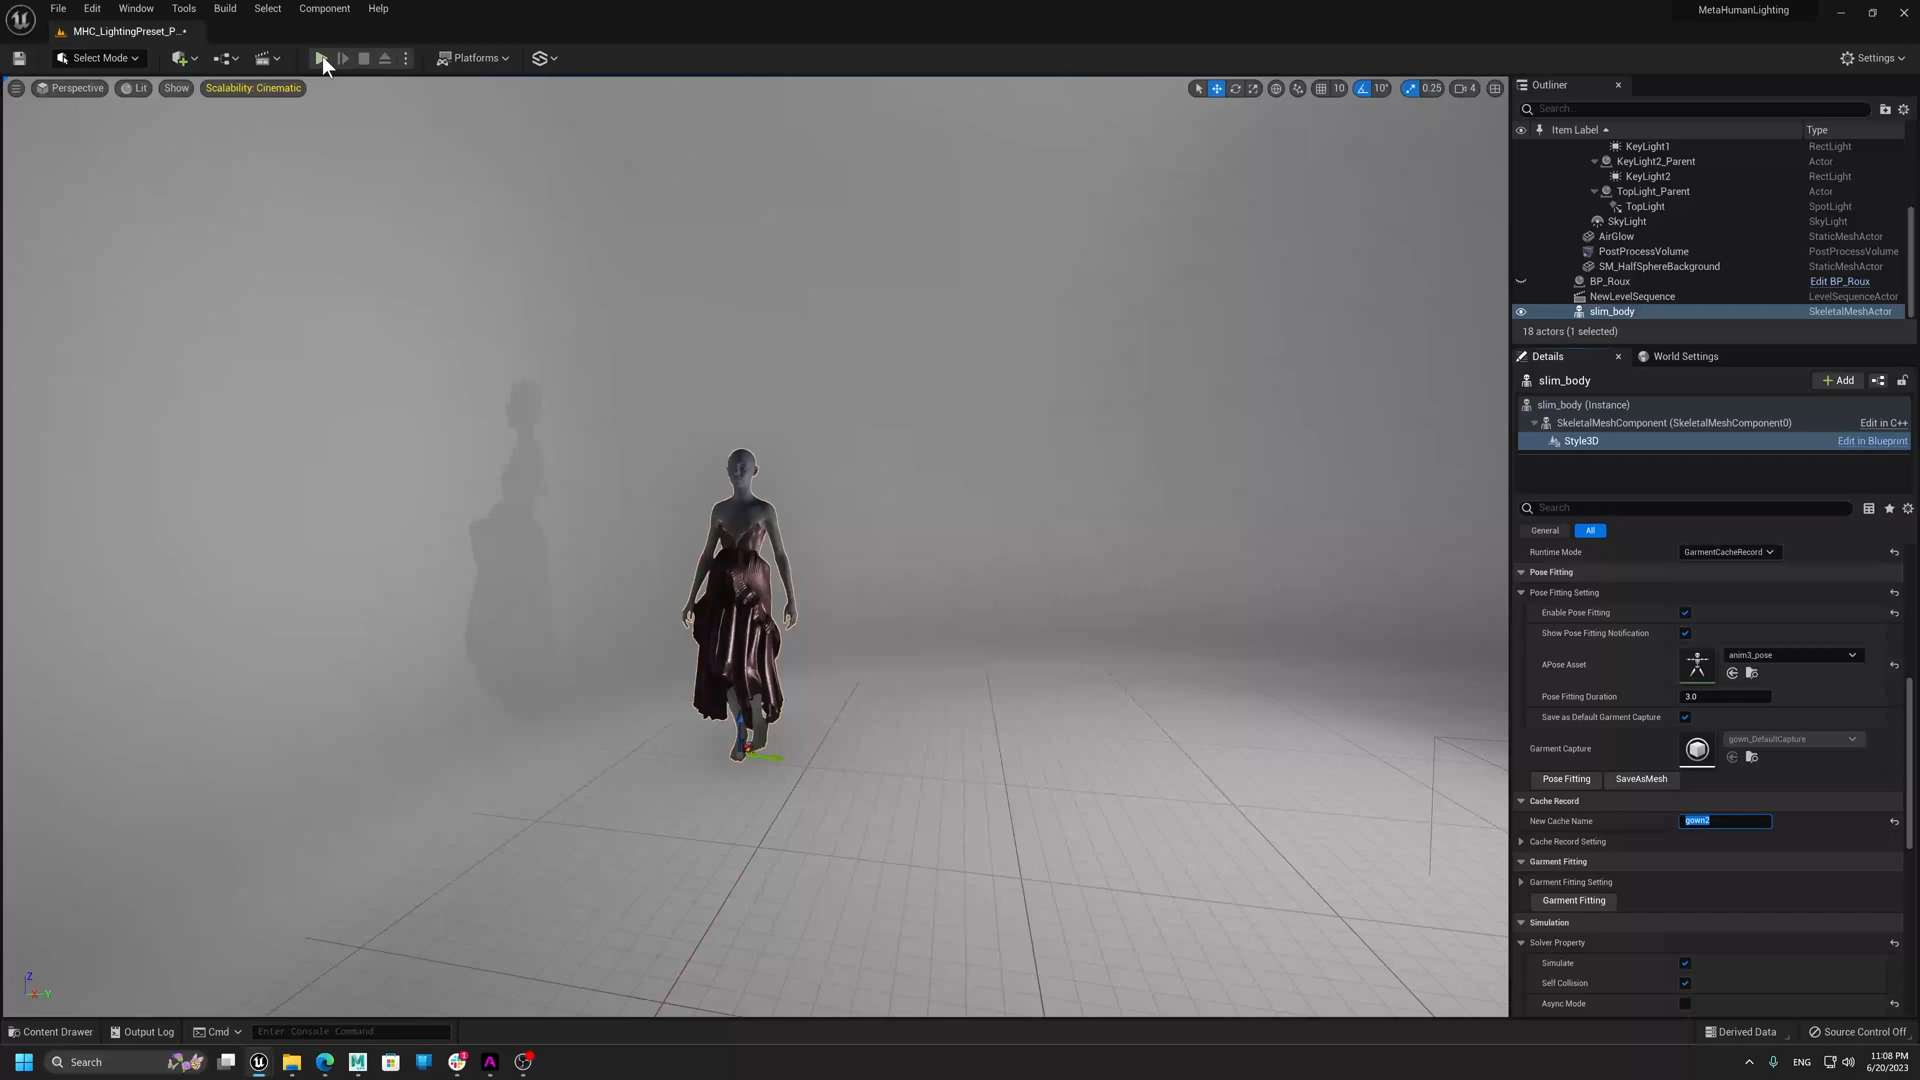 File Edit Window Tools Build Select Component Help
MetaHumanLighting
MHC_LightingPreset_P...*
Select Mode
Platforms
Settings
Perspective Lit Show Scalability: Cinematic
10 10° 0.25 4
Outliner
Search...
Item Label Type
KeyLight1 RectLight
KeyLight2_Parent Actor
KeyLight2 RectLight
TopLight_Parent Actor
TopLight SpotLight
SkyLight SkyLight
AirGlow StaticMeshActor
PostProcessVolume PostProcessVolume
SM_HalfSphereBackground StaticMeshActor
BP_Roux Edit BP_Roux
NewLevelSequence LevelSequenceActor
slim_body SkeletalMeshActor
18 actors (1 selected)
Details World Settings
slim_body Add
slim_body (Instance)
SkeletalMeshComponent (SkeletalMeshComponent0) Edit in C++
Style3D Edit in Blueprint
Search
General All
Runtime Mode GarmentCacheRecord
Pose Fitting
Pose Fitting Setting
Enable Pose Fitting
Show Pose Fitting Notification
APose Asset anim3_pose
Pose Fitting Duration 3.0
Save as Default Garment Capture
Garment Capture gown_DefaultCapture
Pose Fitting SaveAsMesh
Cache Record
New Cache Name gown2
Cache Record Setting
Garment Fitting
Garment Fitting Setting
Garment Fitting
Simulation
Solver Property
Simulate
Self Collision
Async Mode
Z
X Y
Content Drawer Output Log Cmd Enter Console Command
Derived Data Source Control Off
Search
ENG
11:08 PM
6/20/2023